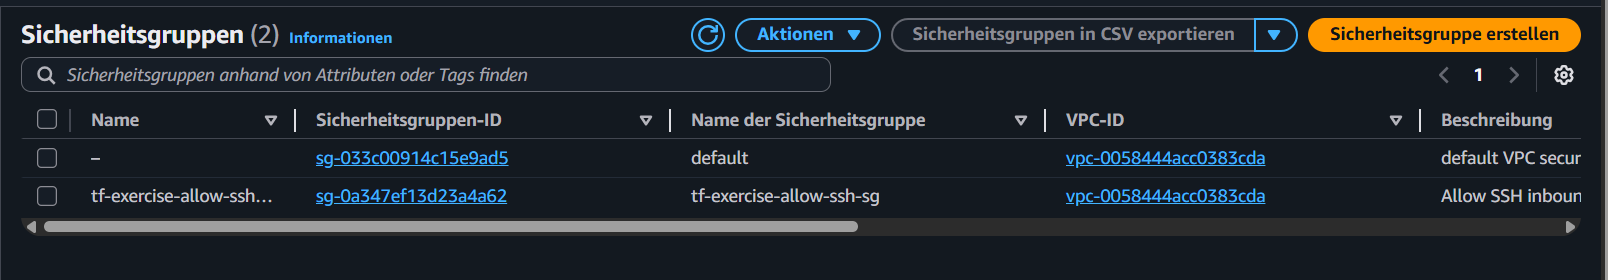 Sicherheitsgruppen (2) Informationen Aktionen Sicherheitsgruppen in CSV exportieren Sicherheitsgruppe erstellen
Sicherheitsgruppen anhand von Attributen oder Tags finden 1
Name Sicherheitsgruppen-ID Name der Sicherheitsgruppe VPC-ID Beschreibung
– sg-033c00914c15e9ad5 default vpc-0058444acc0383cda default VPC secur
tf-exercise-allow-ssh... sg-0a347ef13d23a4a62 tf-exercise-allow-ssh-sg vpc-0058444acc0383cda Allow SSH inboun